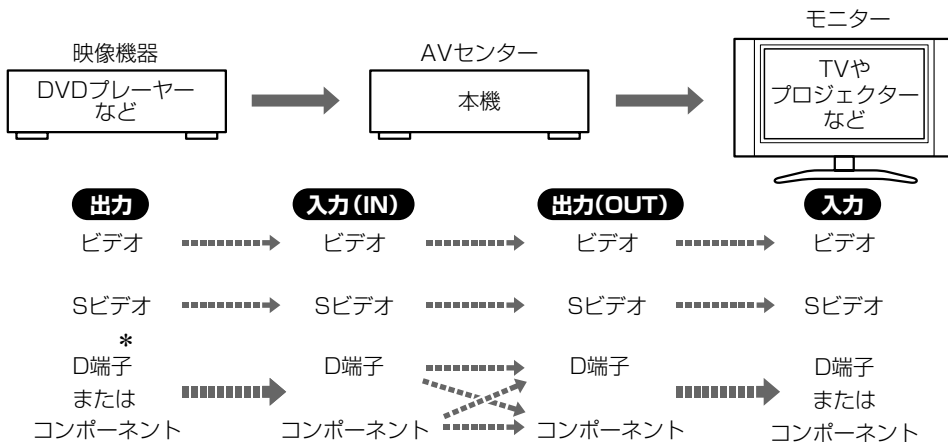 モニター
映像機器
AVセンター
DVDプレーヤー
など
本機
TVや
プロジェクター
など
出力 入力(IN) 出力(OUT) 入力
ビデオ ビデオ ビデオ ビデオ
Sビデオ Sビデオ Sビデオ Sビデオ
*
D端子 D端子 D端子 D端子
または または
コンポーネント コンポーネント コンポーネント コンポーネント